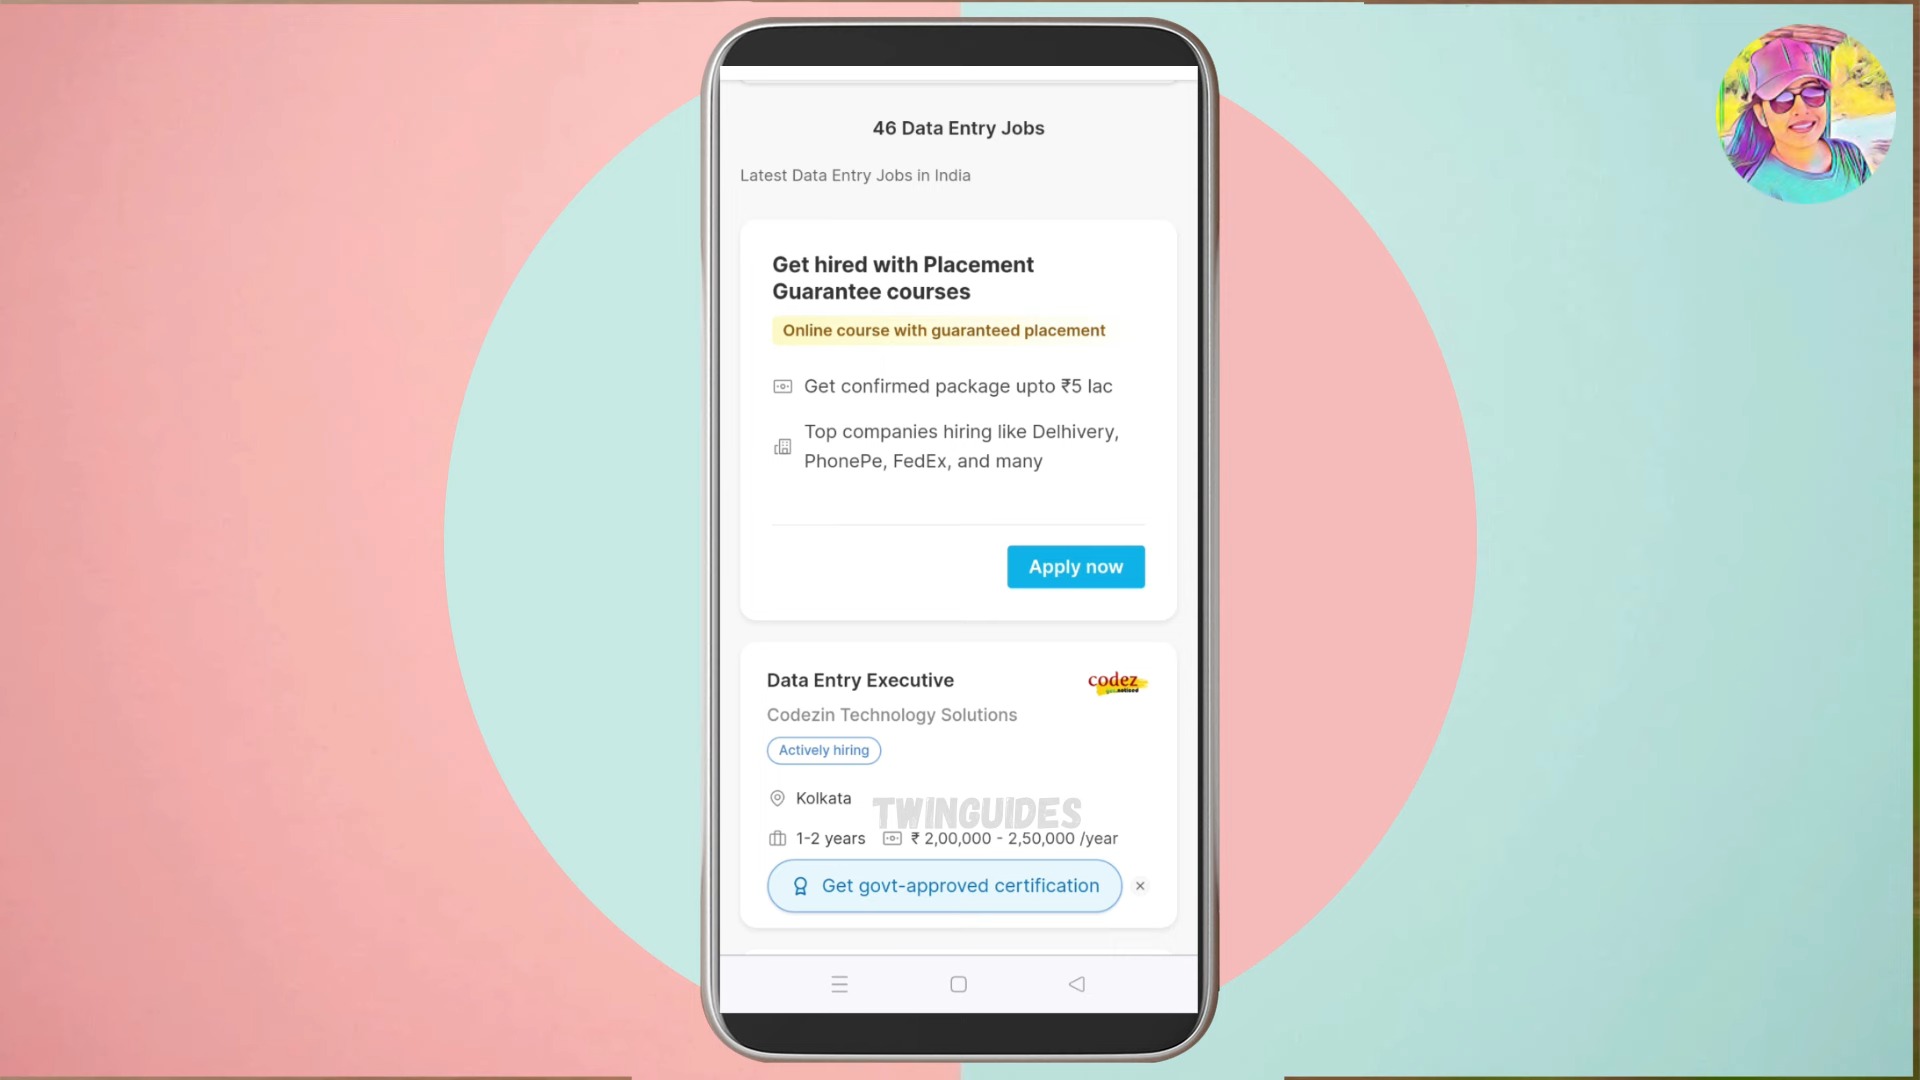 46 Data Entry Jobs
Latest Data Entry Jobs in India
Get hired with Placement
Guarantee courses
Online course with guaranteed placement
Get confirmed package upto ₹5 lac
Top companies hiring like Delhivery,
PhonePe, FedEx, and many
Apply now
Data Entry Executive
codez
get noticed
Codezin Technology Solutions
Actively hiring
Kolkata
TWINGUIDES
1-2 years ₹ 2,00,000 - 2,50,000 /year
Get govt-approved certification